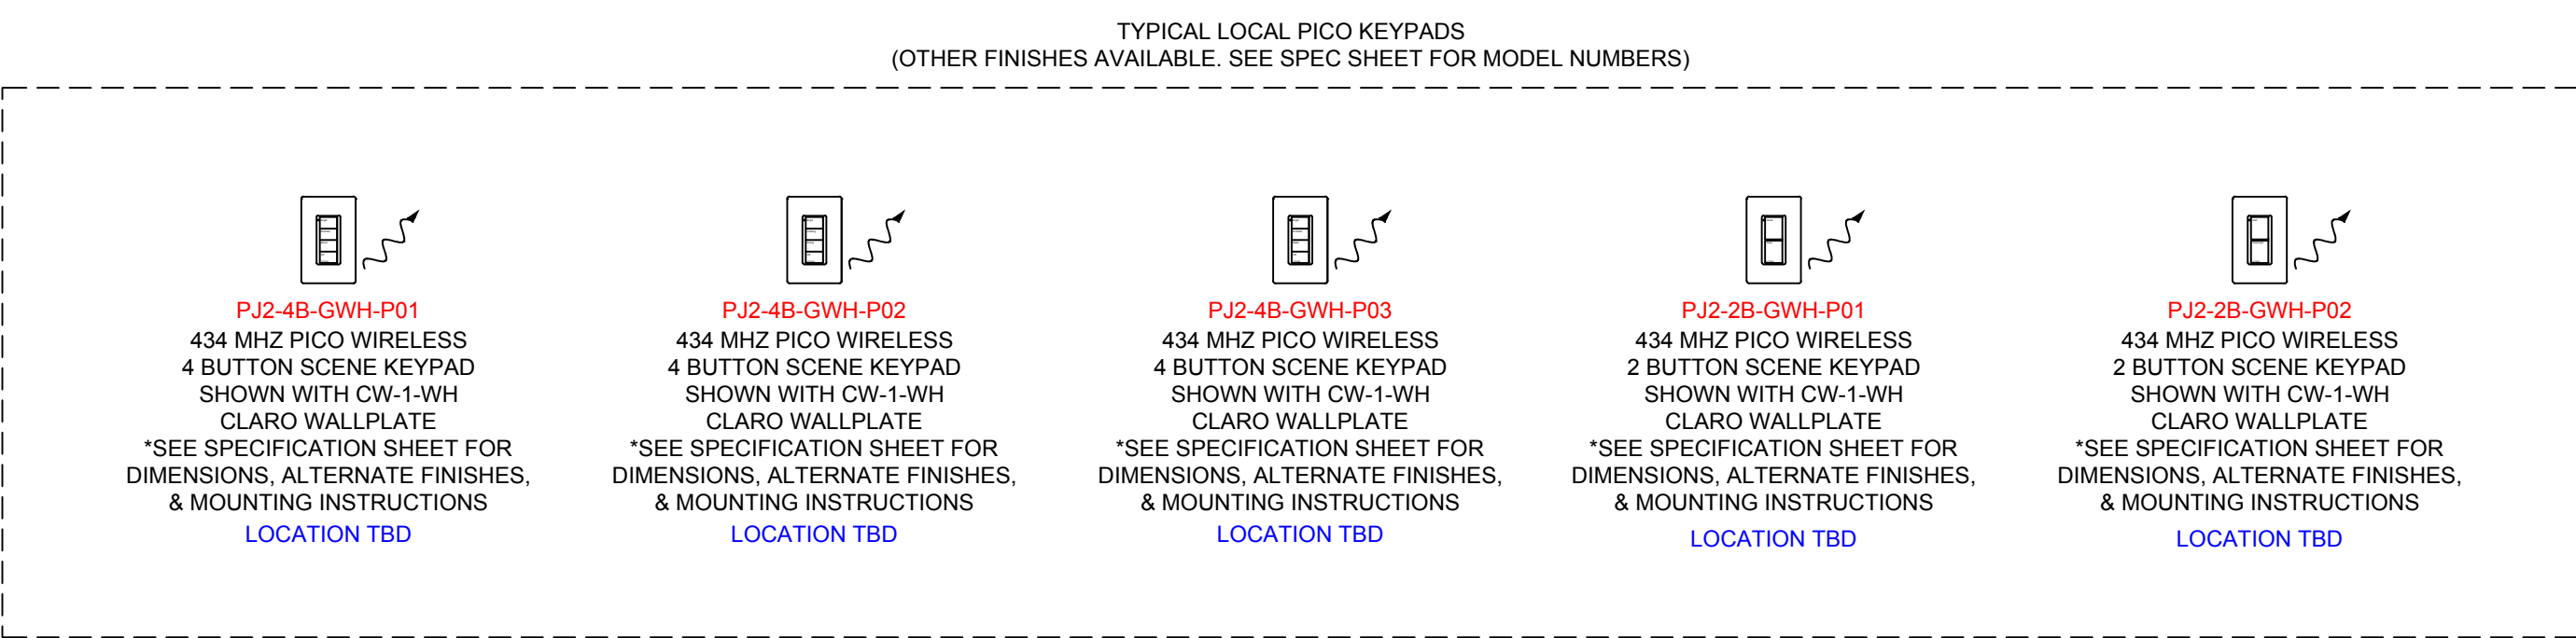 TYPICAL LOCAL PICO KEYPADS
(OTHER FINISHES AVAILABLE. SEE SPEC SHEET FOR MODEL NUMBERS)
PJ2-4B-GWH-P01
434 MHZ PICO WIRELESS
4 BUTTON SCENE KEYPAD
SHOWN WITH CW-1-WH
CLARO WALLPLATE
*SEE SPECIFICATION SHEET FOR
DIMENSIONS, ALTERNATE FINISHES,
& MOUNTING INSTRUCTIONS
LOCATION TBD
PJ2-4B-GWH-P02
434 MHZ PICO WIRELESS
4 BUTTON SCENE KEYPAD
SHOWN WITH CW-1-WH
CLARO WALLPLATE
*SEE SPECIFICATION SHEET FOR
DIMENSIONS, ALTERNATE FINISHES,
& MOUNTING INSTRUCTIONS
LOCATION TBD
PJ2-4B-GWH-P03
434 MHZ PICO WIRELESS
4 BUTTON SCENE KEYPAD
SHOWN WITH CW-1-WH
CLARO WALLPLATE
*SEE SPECIFICATION SHEET FOR
DIMENSIONS, ALTERNATE FINISHES,
& MOUNTING INSTRUCTIONS
LOCATION TBD
PJ2-2B-GWH-P01
434 MHZ PICO WIRELESS
2 BUTTON SCENE KEYPAD
SHOWN WITH CW-1-WH
CLARO WALLPLATE
*SEE SPECIFICATION SHEET FOR
DIMENSIONS, ALTERNATE FINISHES,
& MOUNTING INSTRUCTIONS
LOCATION TBD
PJ2-2B-GWH-P02
434 MHZ PICO WIRELESS
2 BUTTON SCENE KEYPAD
SHOWN WITH CW-1-WH
CLARO WALLPLATE
*SEE SPECIFICATION SHEET FOR
DIMENSIONS, ALTERNATE FINISHES,
& MOUNTING INSTRUCTIONS
LOCATION TBD